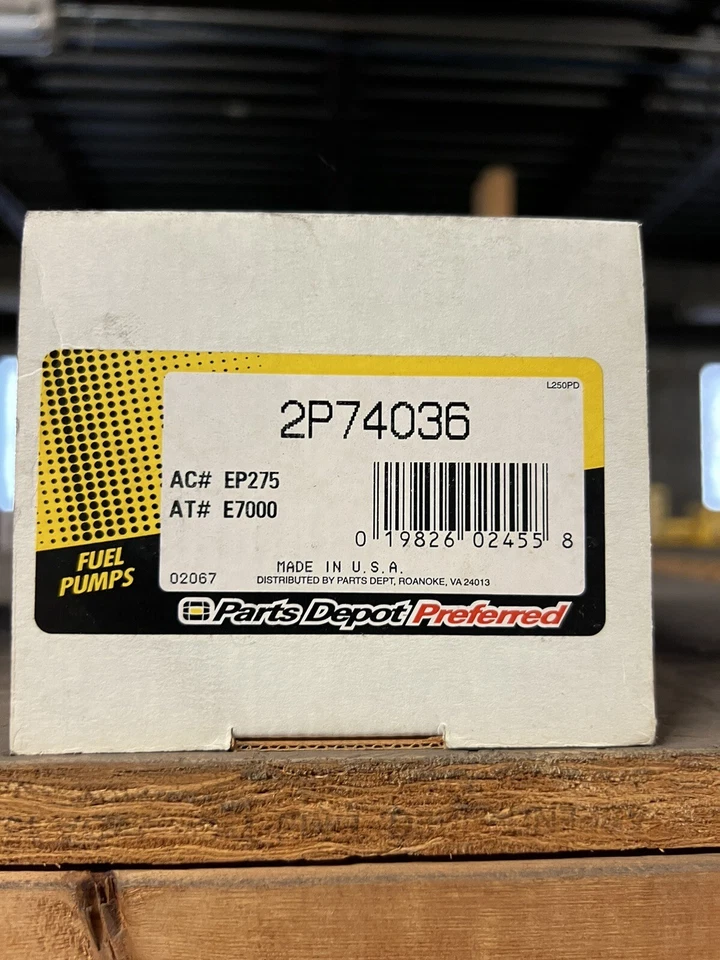 L250PD
2P74036
AC# EP275
AT# E7000
0 19826 02455 8
FUEL
PUMPS
MADE IN U.S.A.
02067
DISTRIBUTED BY PARTS DEPT, ROANOKE, VA 24013
Parts Depot Preferred